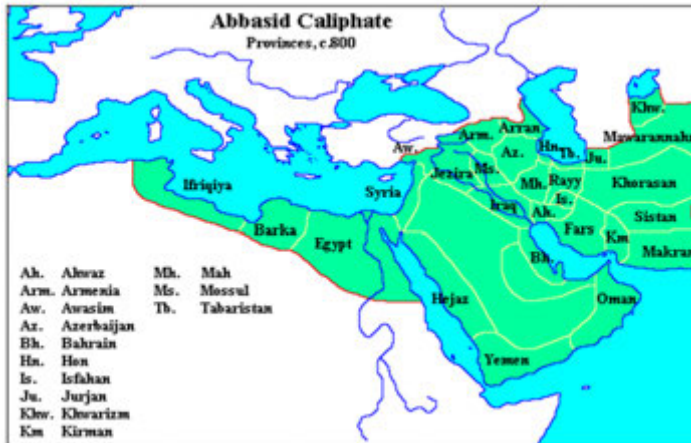 Abbasid Caliphate
Provinces, c.800
Khw.
Arm.
Arran
Mawarannahr
Aw.
Az.
Hn.
Tb.
Ju.
Jezira
Ms.
Mh.
Rayy
Khorasan
Ifriqiya
Syria
Iraq
Is.
Ah.
Sistan
Barka
Egypt
Fars
Km
Makran
Bh.
Hejaz
Oman
Yemen
Ah. Ahwaz
Arm. Armenia
Aw. Awasim
Az. Azerbaijan
Bh. Bahrain
Hn. Hon
Is. Isfahan
Ju. Jurjan
Khw. Khwarizm
Km Kirman
Mh. Mah
Ms. Mossul
Tb. Tabaristan